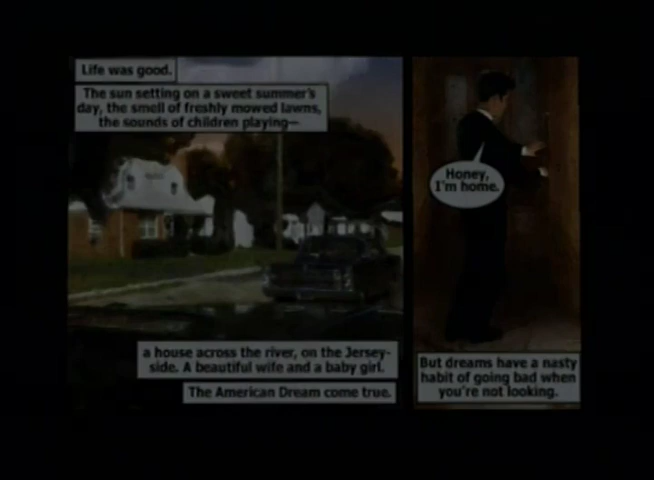 Life was good.
The sun setting on a sweet summer's
day, the smell of freshly mowed lawns,
the sounds of children playing—
a house across the river, on the Jersey-
side. A beautiful wife and a baby girl.
The American Dream come true.
Honey,
I'm home.
But dreams have a nasty
habit of going bad when
you're not looking.